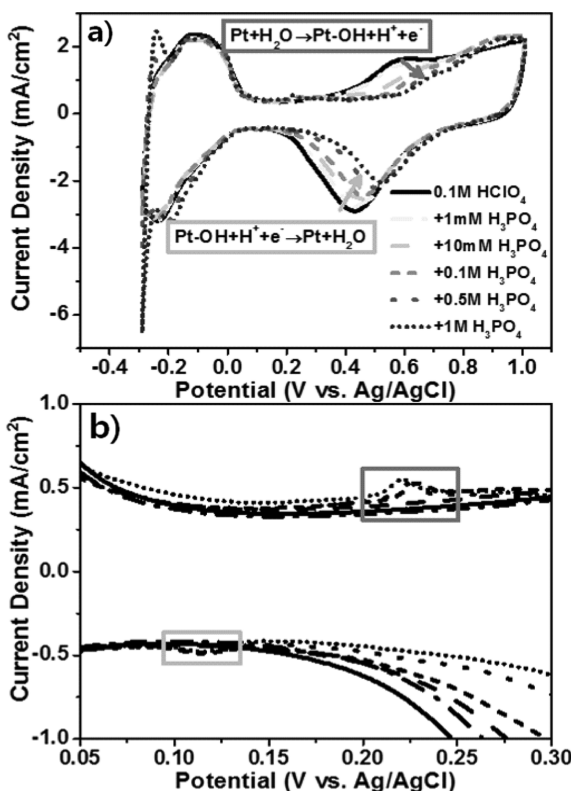 a)
Pt+H₂O→Pt-OH+H⁺+e⁻
Current Density (mA/cm²)
4
2
0
-2
-4
-6
0.1M HClO₄
+1mM H₃PO₄
+10mM H₃PO₄
+0.1M H₃PO₄
+0.5M H₃PO₄
+1M H₃PO₄
Pt-OH+H⁺+e⁻→Pt+H₂O
-0.4 -0.2 0.0 0.2 0.4 0.6 0.8 1.0
Potential (V vs. Ag/AgCl)
b)
Current Density (mA/cm²)
1.0
0.5
0.0
-0.5
-1.0
0.05 0.10 0.15 0.20 0.25 0.30
Potential (V vs. Ag/AgCl)